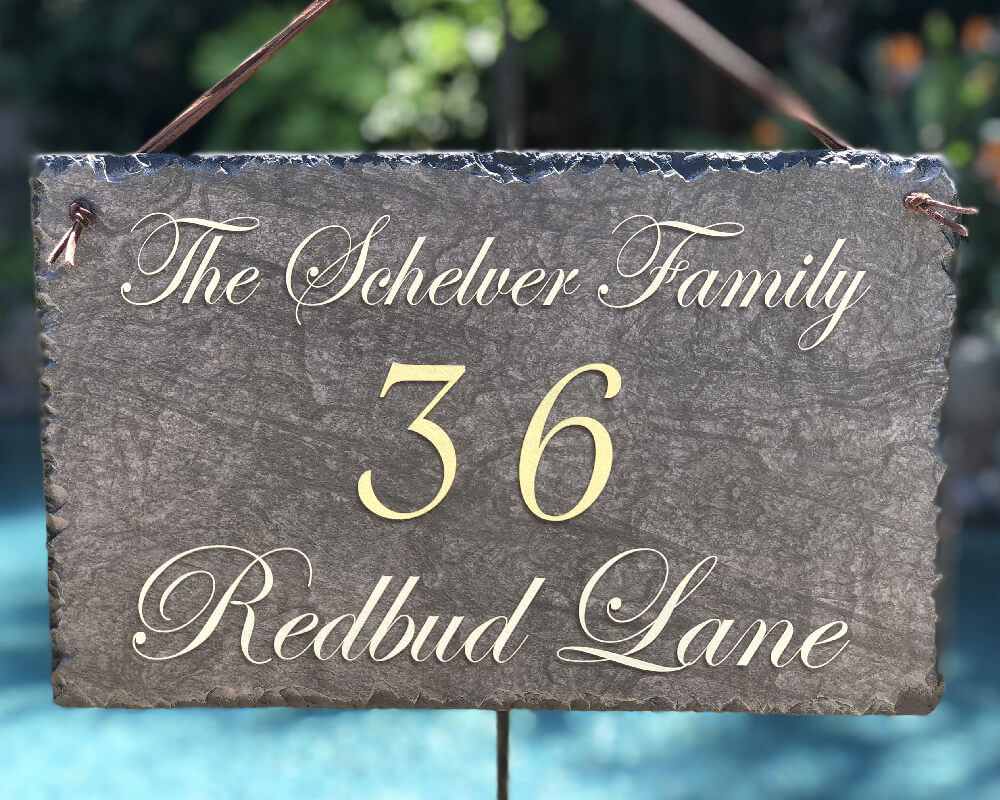 The Schelver Family
36
Redbud Lane